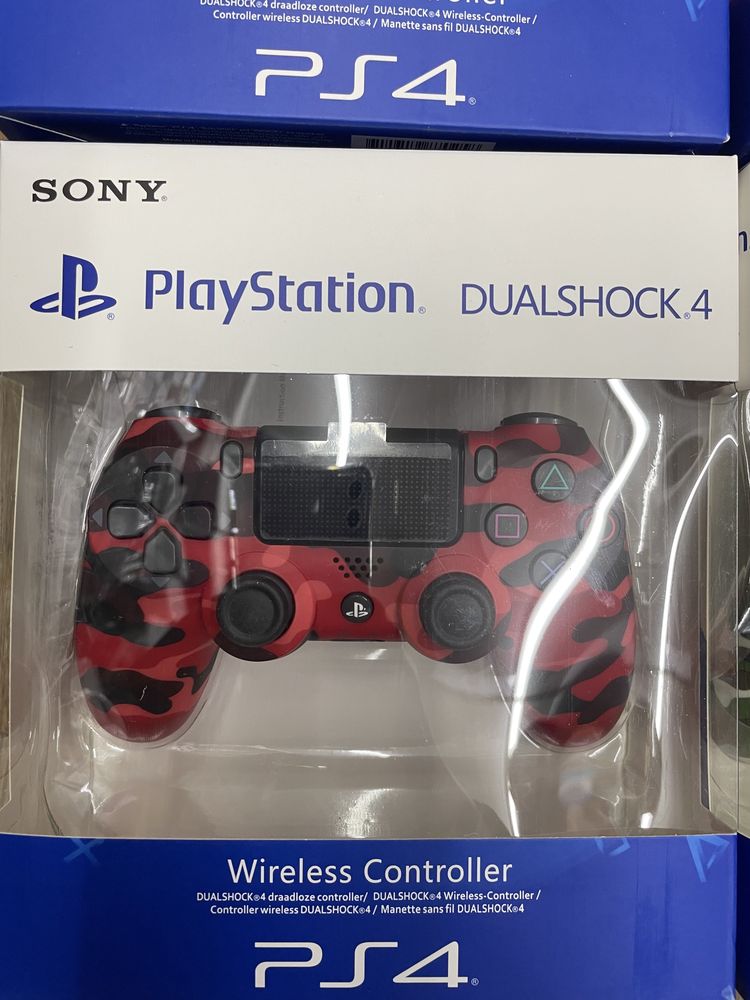 DUALSHOCK®4 draadloze controller/ DUALSHOCK®4 Wireless-Controller /
Controller wireless DUALSHOCK®4 / Manette sans fil DUALSHOCK®4
PS4®
SONY®
PlayStation® DUALSHOCK®4
Wireless Controller
DUALSHOCK®4 draadloze controller/ DUALSHOCK®4 Wireless-Controller /
Controller wireless DUALSHOCK®4 / Manette sans fil DUALSHOCK®4
PS4®